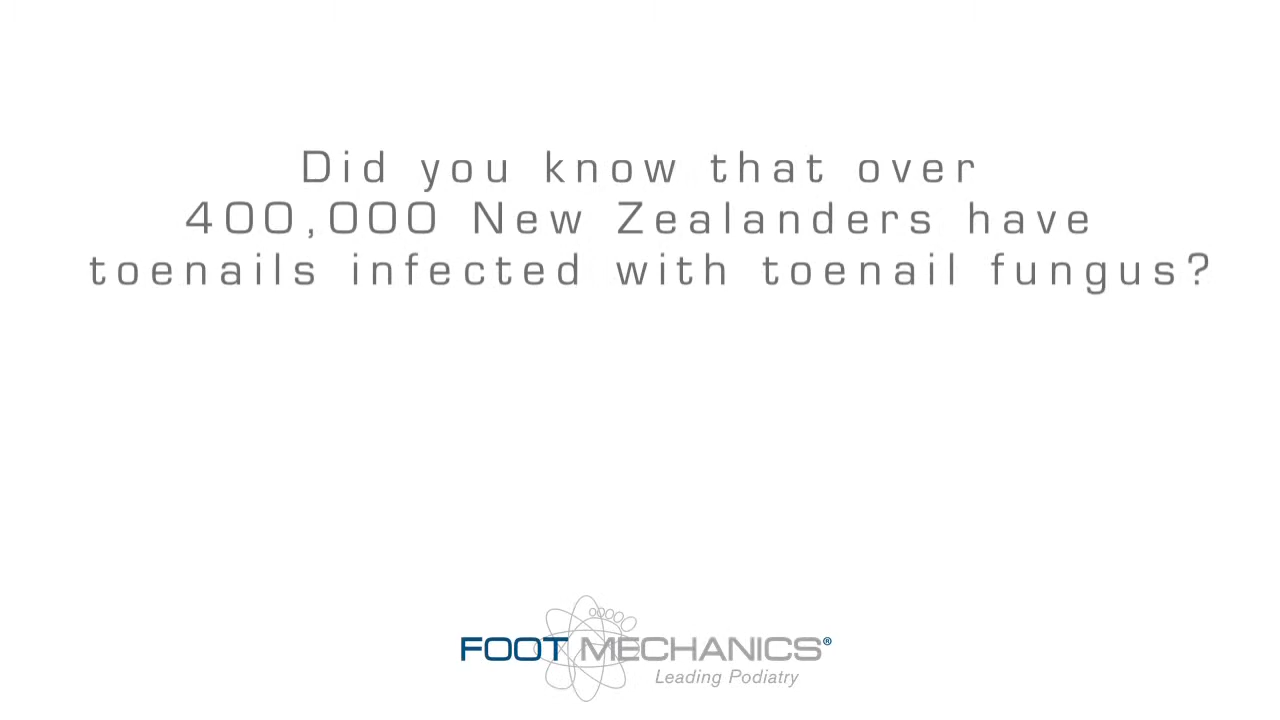 Did you know that over
400,000 New Zealanders have
toenails infected with toenail fungus?
FOOT MECHANICS®
Leading Podiatry